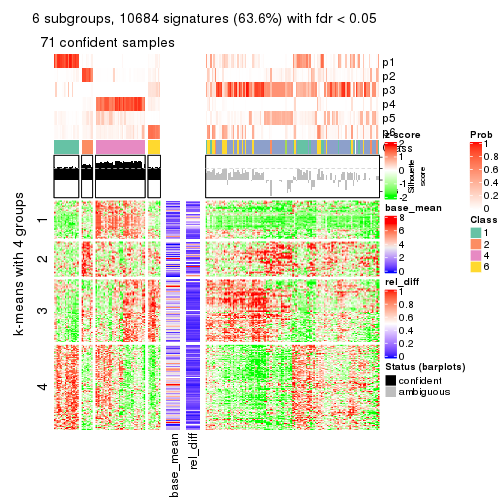 6 subgroups, 10684 signatures (63.6%) with fdr < 0.05
71 confident samples
p1
p2
p3
p4
p5
p6
Class
z-score
2
1
0
-1
-2
Silhouette
score
Prob
1
0.8
0.6
0.4
0.2
0
Class
1
2
4
6
base_mean
8
6
4
2
0
rel_diff
1
0.8
0.6
0.4
0.2
0
Status (barplots)
confident
ambiguous
k-means with 4 groups
1
2
3
4
base_mean
rel_diff